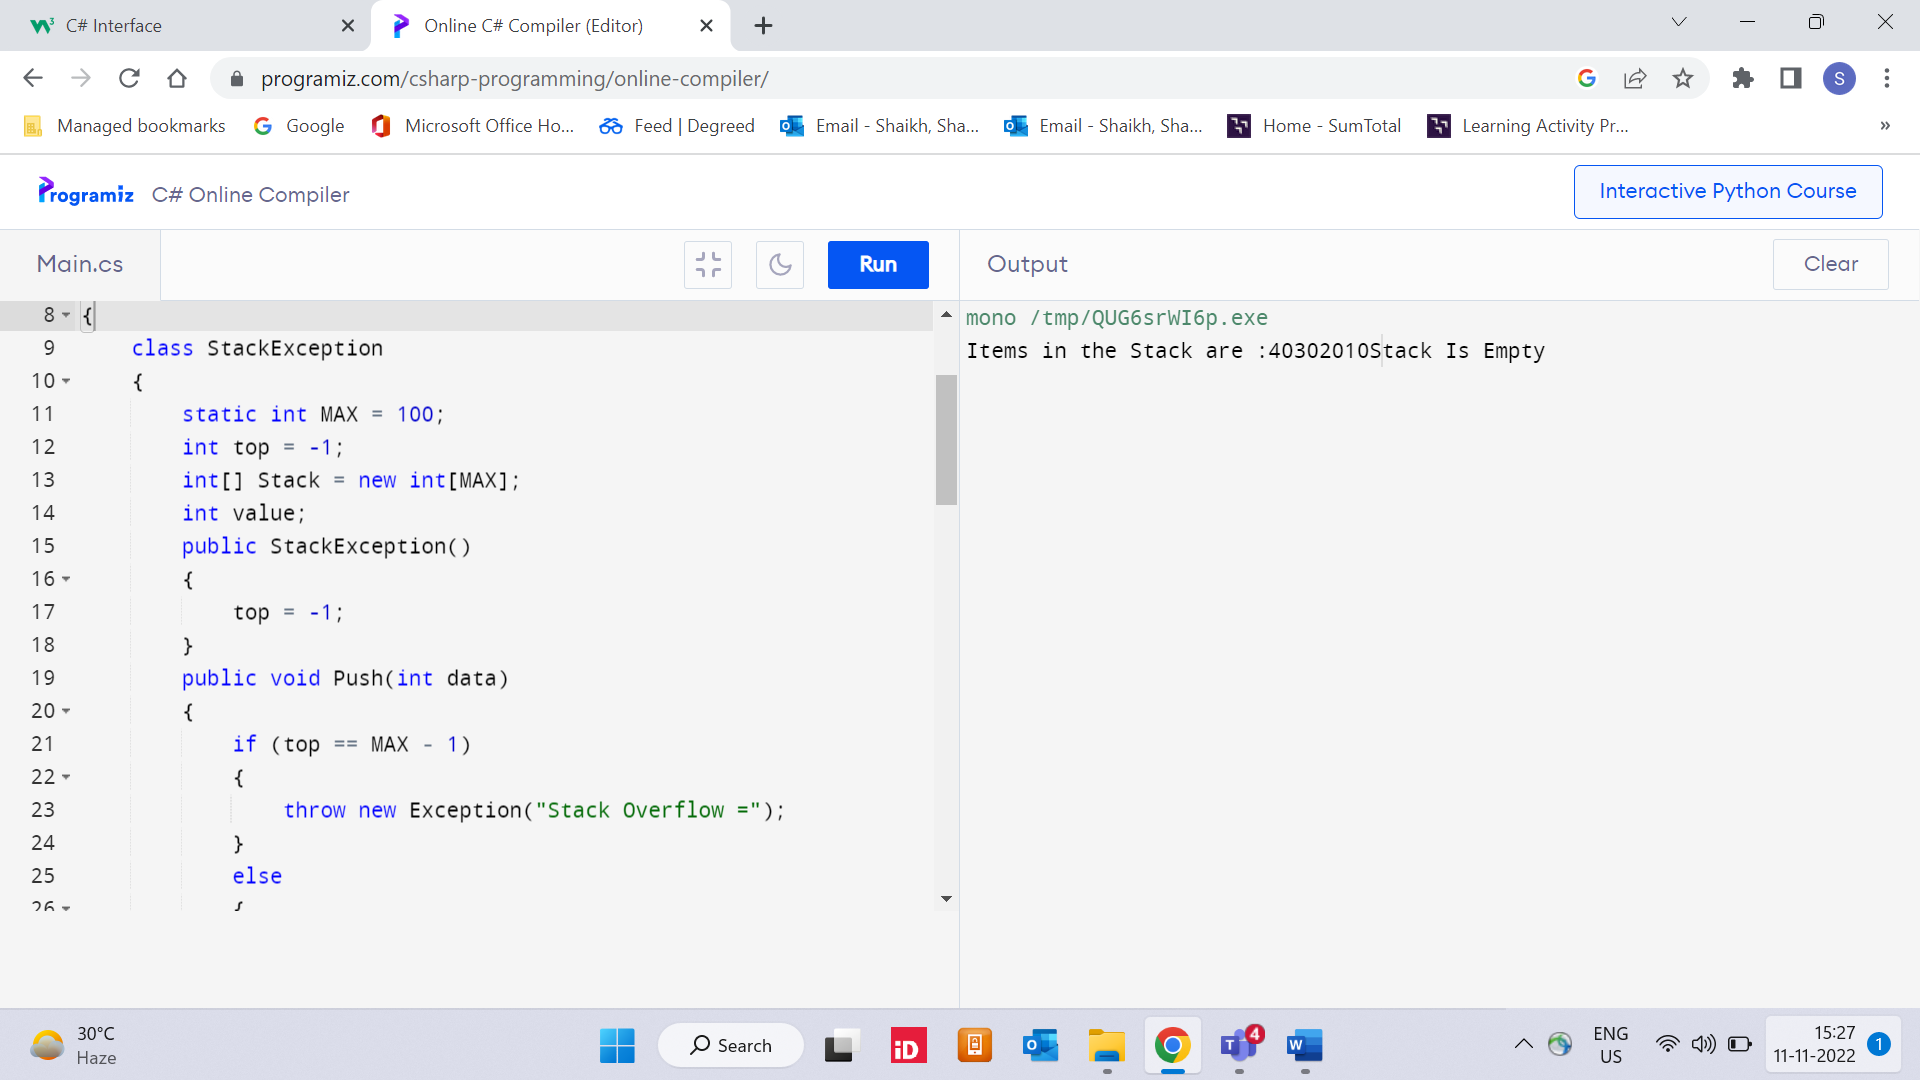 C# Interface
Online C# Compiler (Editor)
programiz.com/csharp-programming/online-compiler/
S
Managed bookmarks
Google
Microsoft Office Ho...
Feed | Degreed
Email - Shaikh, Sha...
Email - Shaikh, Sha...
Home - SumTotal
Learning Activity Pr...
»
Programiz C# Online Compiler
Interactive Python Course
Main.cs
Run
Output
Clear
8 {
9 class StackException
10 {
11 static int MAX = 100;
12 int top = -1;
13 int[] Stack = new int[MAX];
14 int value;
15 public StackException()
16 {
17 top = -1;
18 }
19 public void Push(int data)
20 {
21 if (top == MAX - 1)
22 {
23 throw new Exception("Stack Overflow =");
24 }
25 else
26 {
mono /tmp/QUG6srWI6p.exe
Items in the Stack are :40302010Stack Is Empty
30°C
Haze
Search
iD
4
ENG
US
15:27
11-11-2022
1